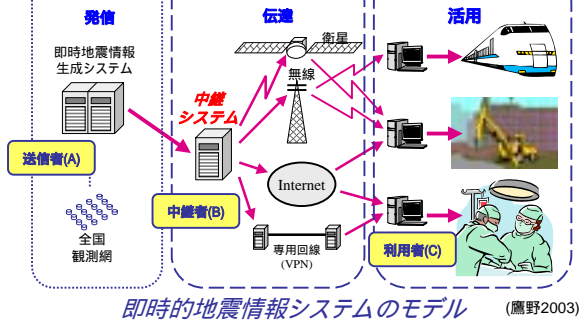 発信
伝達
活用
即時地震情報
生成システム
衛星
無線
中継
システム
送信者(A)
中継者(B)
Internet
全国
観測網
専用回線
(VPN)
利用者(C)
即時的地震情報システムのモデル
(鷹野2003)